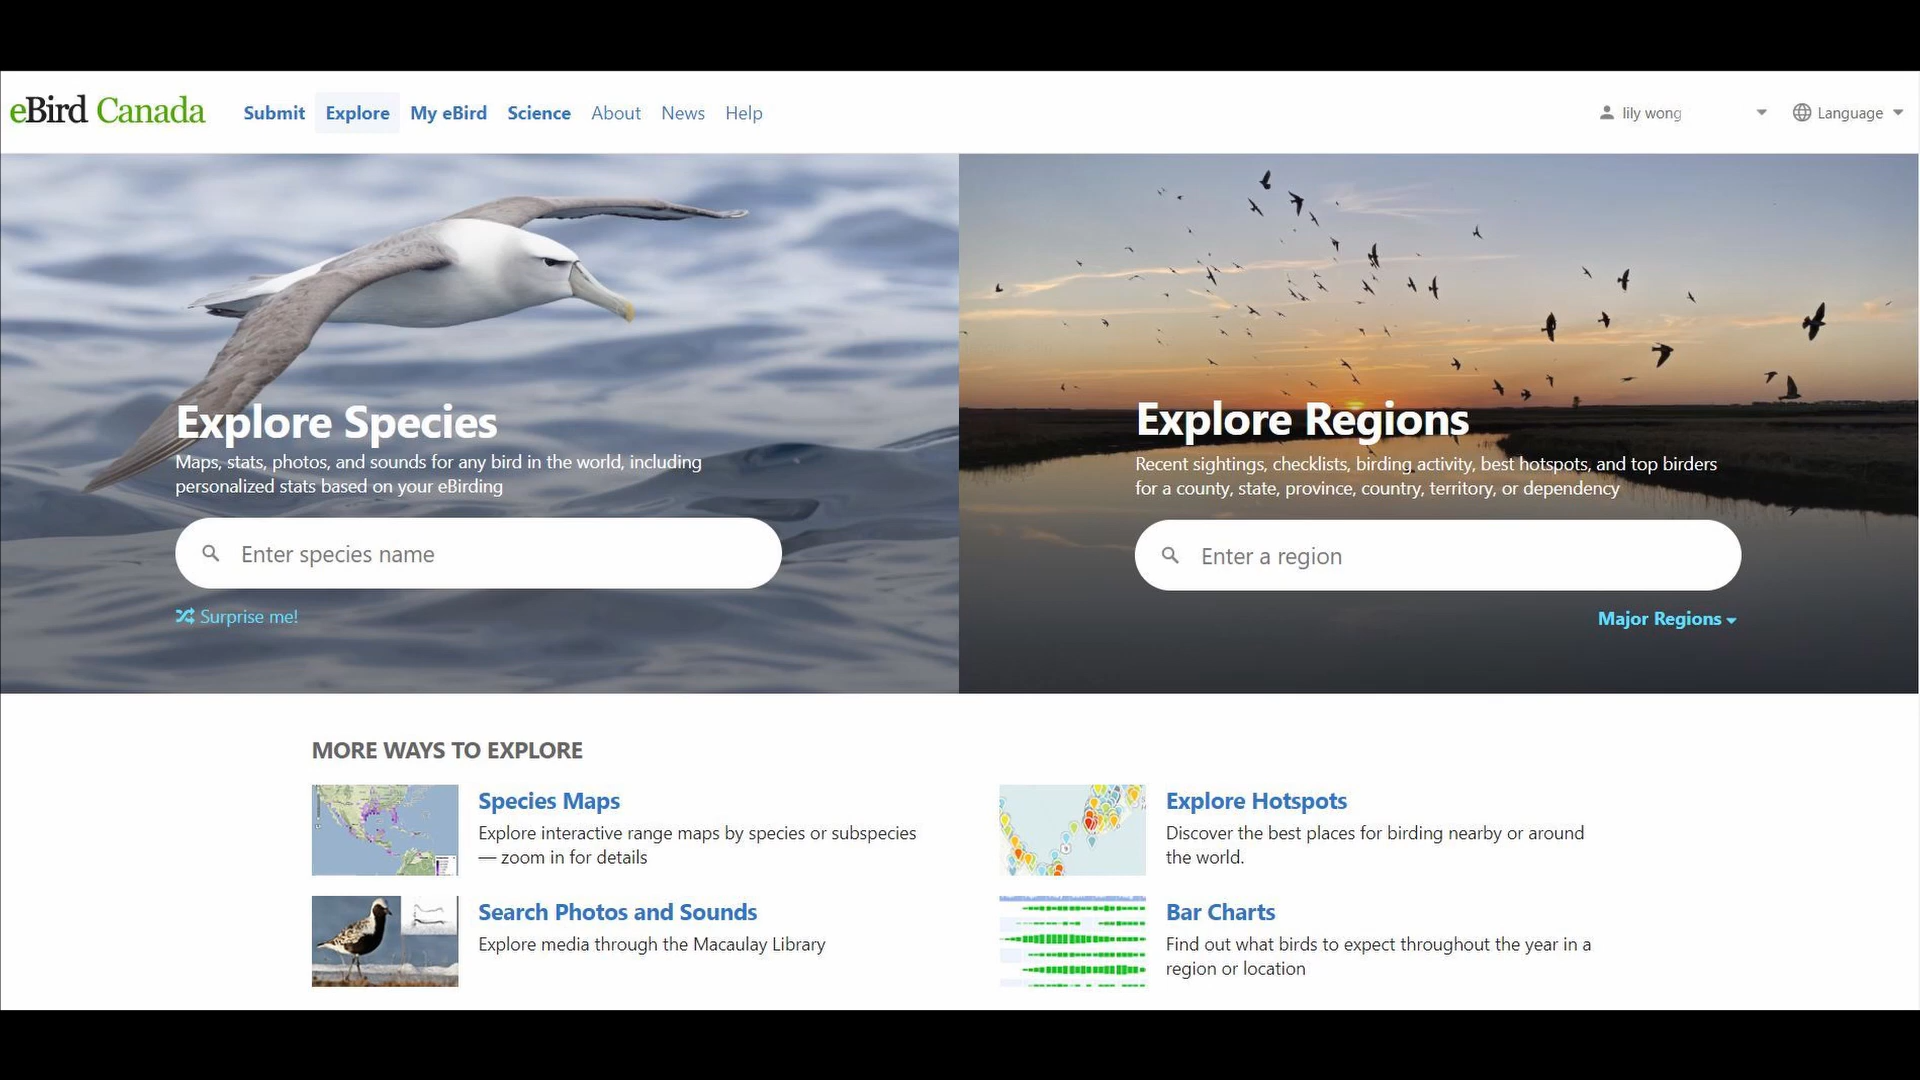 eBird Canada
Submit Explore My eBird Science About News Help
lily wong
Language
Explore Species
Maps, stats, photos, and sounds for any bird in the world, including
personalized stats based on your eBirding
Enter species name
Surprise me!
Explore Regions
Recent sightings, checklists, birding activity, best hotspots, and top birders
for a county, state, province, country, territory, or dependency
Enter a region
Major Regions
MORE WAYS TO EXPLORE
Species Maps
Explore interactive range maps by species or subspecies
— zoom in for details
Explore Hotspots
Discover the best places for birding nearby or around
the world.
Search Photos and Sounds
Explore media through the Macaulay Library
Bar Charts
Find out what birds to expect throughout the year in a
region or location